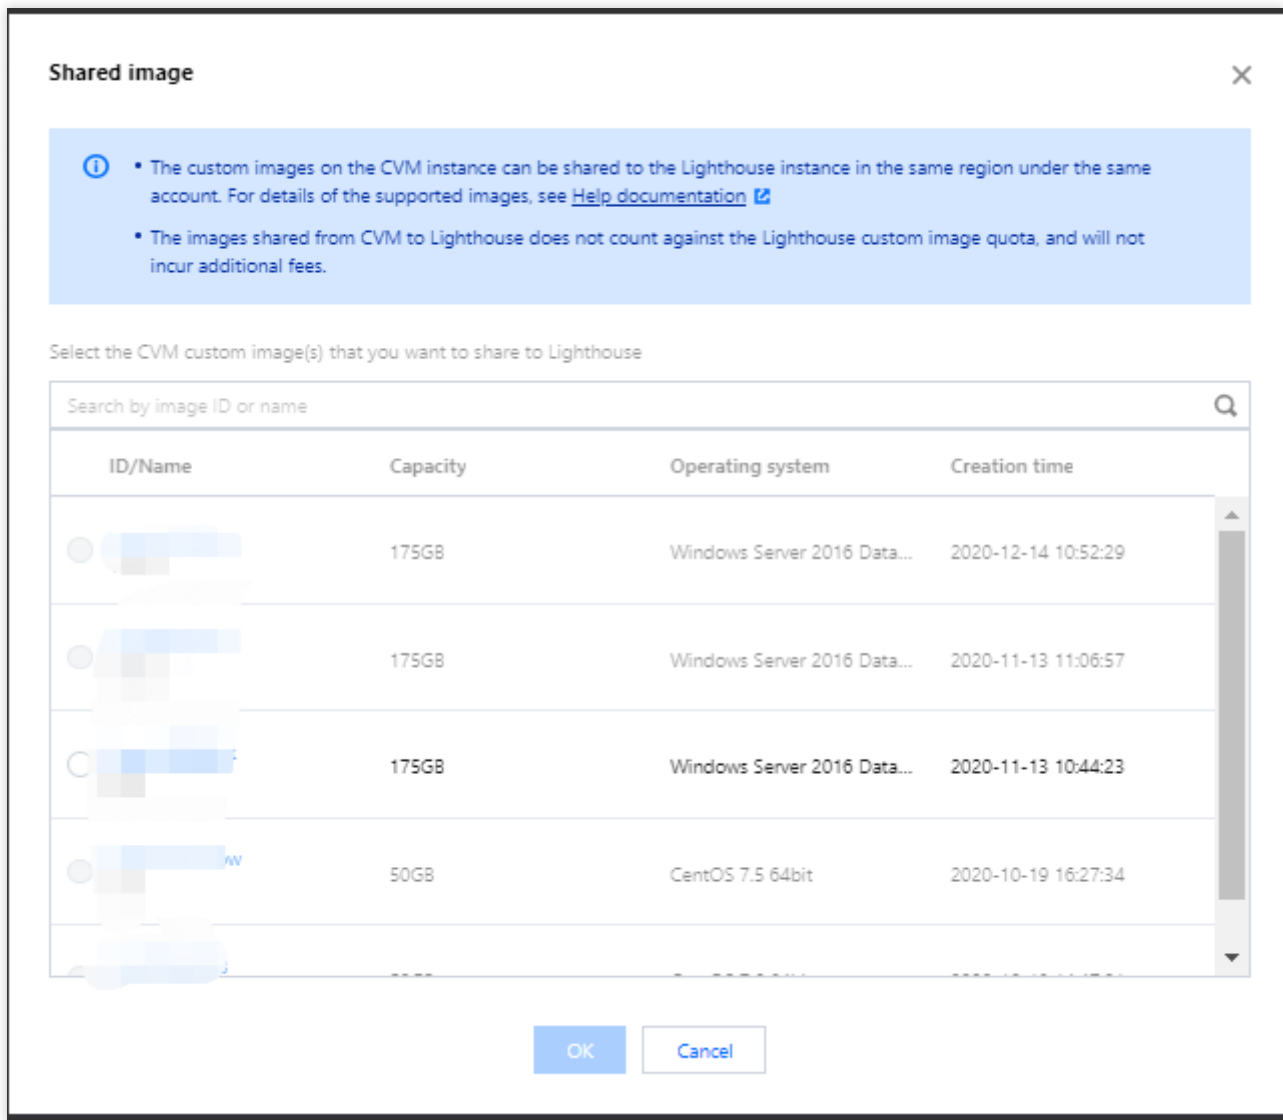 Shared image
• The custom images on the CVM instance can be shared to the Lighthouse instance in the same region under the same
account. For details of the supported images, see Help documentation
• The images shared from CVM to Lighthouse does not count against the Lighthouse custom image quota, and will not
incur additional fees.
Select the CVM custom image(s) that you want to share to Lighthouse
Search by image ID or name
ID/Name Capacity Operating system Creation time
175GB Windows Server 2016 Data... 2020-12-14 10:52:29
175GB Windows Server 2016 Data... 2020-11-13 11:06:57
175GB Windows Server 2016 Data... 2020-11-13 10:44:23
50GB CentOS 7.5 64bit 2020-10-19 16:27:34
OK Cancel